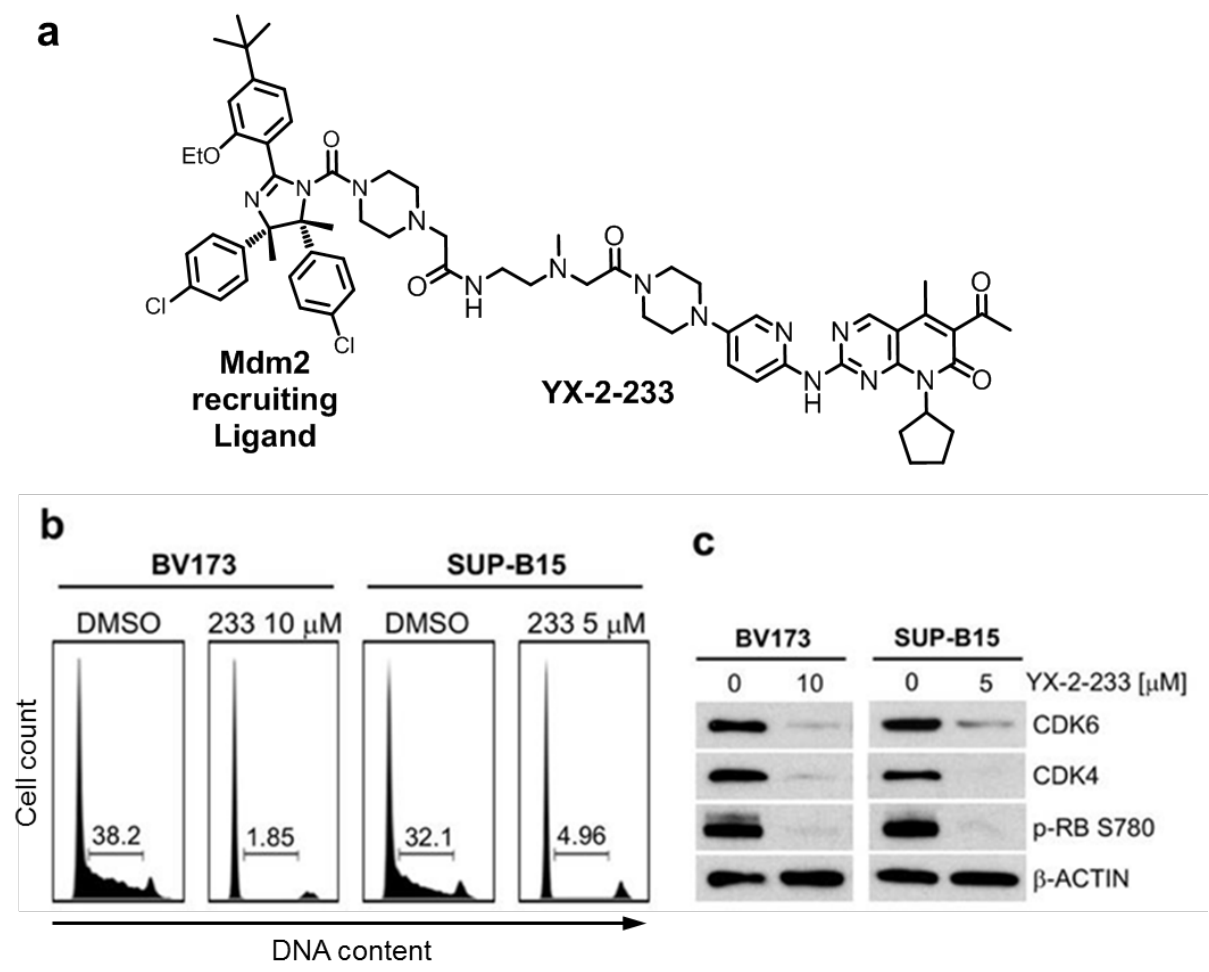 a
EtO
N
N
O
N
N
Cl
Cl
O
N
H
N
O
N
N
N
N
H
N
N
N
O
O
Mdm2
recruiting
Ligand
YX-2-233
b
BV173
SUP-B15
DMSO
233 10 μM
DMSO
233 5 μM
38.2
1.85
32.1
4.96
Cell count
DNA content
c
BV173
SUP-B15
0
10
0
5
YX-2-233 [μM]
CDK6
CDK4
p-RB S780
β-ACTIN